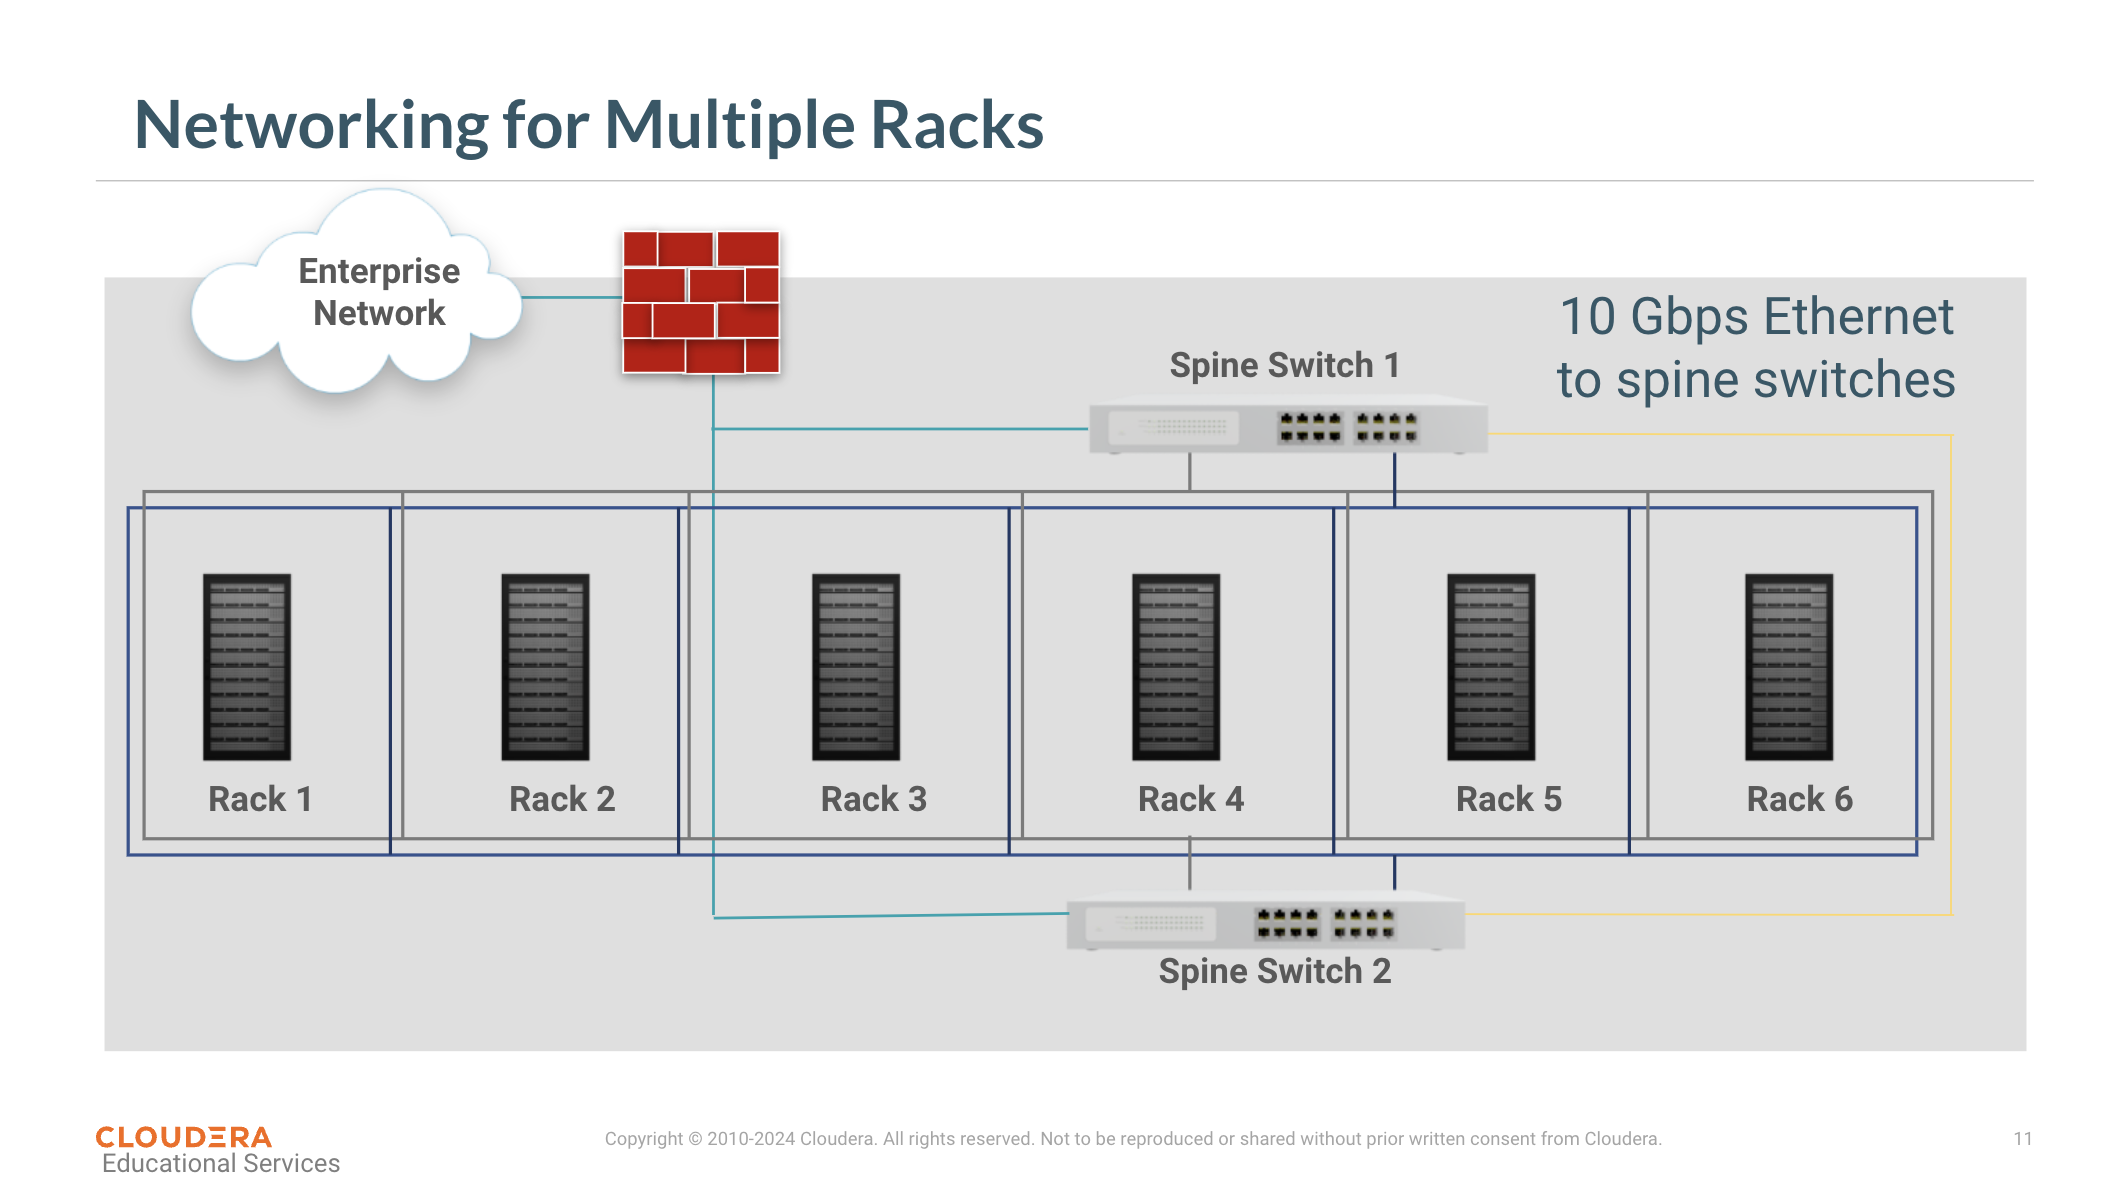 Networking for Multiple Racks
Enterprise
Network
10 Gbps Ethernet
to spine switches
Spine Switch 1
Rack 1
Rack 2
Rack 3
Rack 4
Rack 5
Rack 6
Spine Switch 2
CLOUDERA
Educational Services
Copyright © 2010-2024 Cloudera. All rights reserved. Not to be reproduced or shared without prior written consent from Cloudera.
11